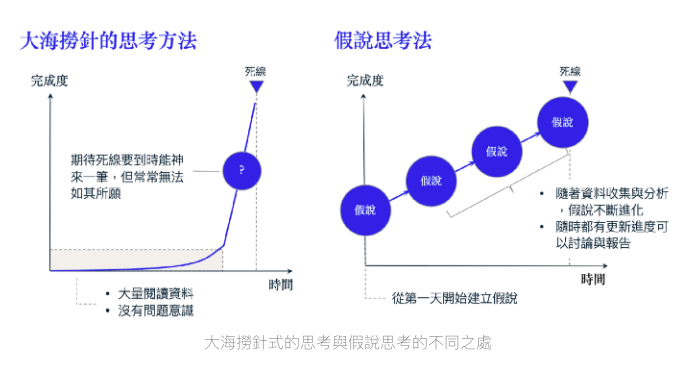 大海撈針的思考方法
完成度
死線
期待死線要到時能神
來一筆，但常常無法
如其所願
?
時間
• 大量閱讀資料
• 沒有問題意識
假說思考法
完成度
死線
假說
假說
假說
假說
• 隨著資料收集與分析
，假說不斷進化
• 隨時都有更新進度可
以討論與報告
時間
從第一天開始建立假說
大海撈針式的思考與假說思考的不同之處